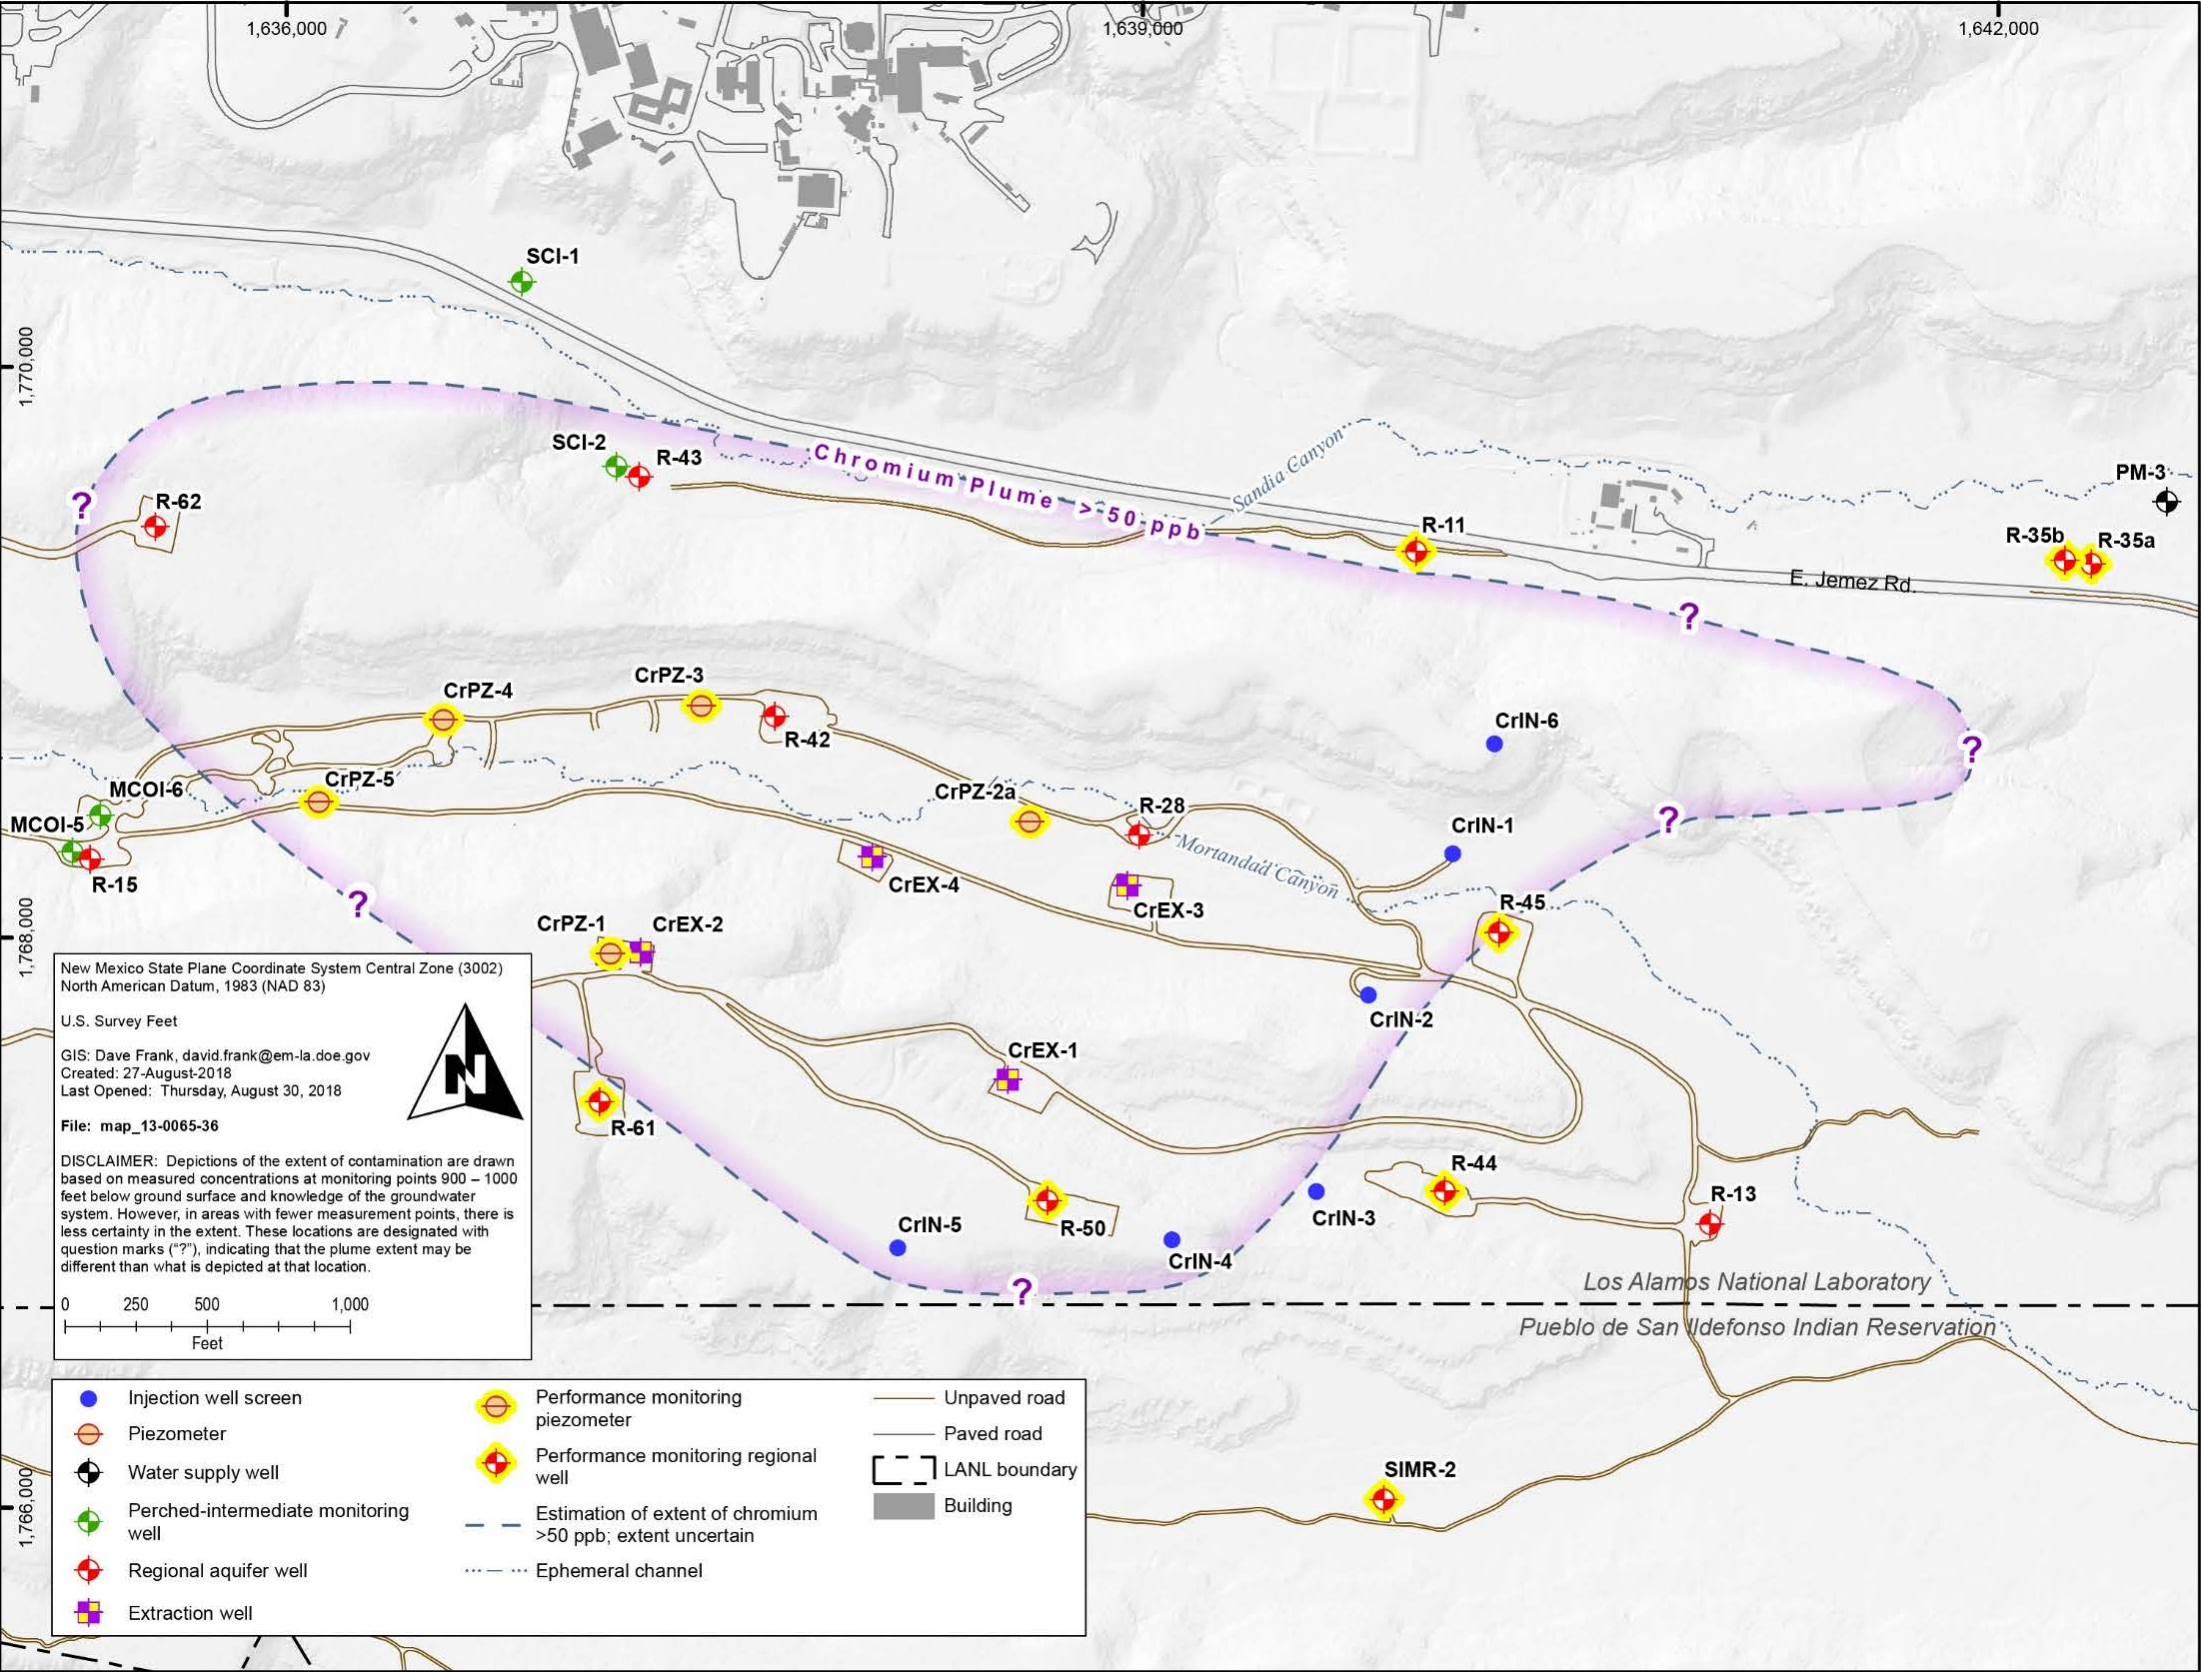 1,636,000
1,639,000
1,642,000
SCI-1
1,770,000
SCI-2
R-43
Chromium Plume > 50 ppb
Sandia Canyon
PM-3
?
R-62
R-11
R-35b
R-35a
E. Jemez Rd.
?
CrPZ-4
CrPZ-3
R-42
CrIN-6
?
CrPZ-5
MCOI-6
CrPZ-2a
R-28
MCOI-5
CrIN-1
?
R-15
Mortandad Canyon
CrEX-4
CrEX-3
?
R-45
1,768,000
CrPZ-1
CrEX-2
CrIN-2
CrEX-1
R-61
R-44
R-13
CrIN-5
R-50
CrIN-3
CrIN-4
?
Los Alamos National Laboratory
Pueblo de San Ildefonso Indian Reservation
New Mexico State Plane Coordinate System Central Zone (3002)
North American Datum, 1983 (NAD 83)
U.S. Survey Feet
GIS: Dave Frank, david.frank@em-la.doe.gov
Created: 27-August-2018
Last Opened: Thursday, August 30, 2018
File: map_13-0065-36
N
DISCLAIMER: Depictions of the extent of contamination are drawn
based on measured concentrations at monitoring points 900 – 1000
feet below ground surface and knowledge of the groundwater
system. However, in areas with fewer measurement points, there is
less certainty in the extent. These locations are designated with
question marks (“?”), indicating that the plume extent may be
different than what is depicted at that location.
0 250 500 1,000
Feet
SIMR-2
1,766,000
Injection well screen
Piezometer
Water supply well
Perched-intermediate monitoring
well
Regional aquifer well
Extraction well
Performance monitoring
piezometer
Performance monitoring regional
well
Estimation of extent of chromium
>50 ppb; extent uncertain
Ephemeral channel
Unpaved road
Paved road
LANL boundary
Building